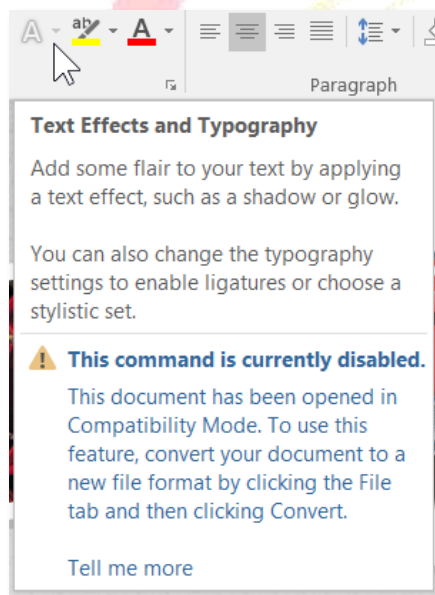 A ab A
Paragraph
Text Effects and Typography
Add some flair to your text by applying
a text effect, such as a shadow or glow.
You can also change the typography
settings to enable ligatures or choose a
stylistic set.
This command is currently disabled.
This document has been opened in
Compatibility Mode. To use this
feature, convert your document to a
new file format by clicking the File
tab and then clicking Convert.
Tell me more